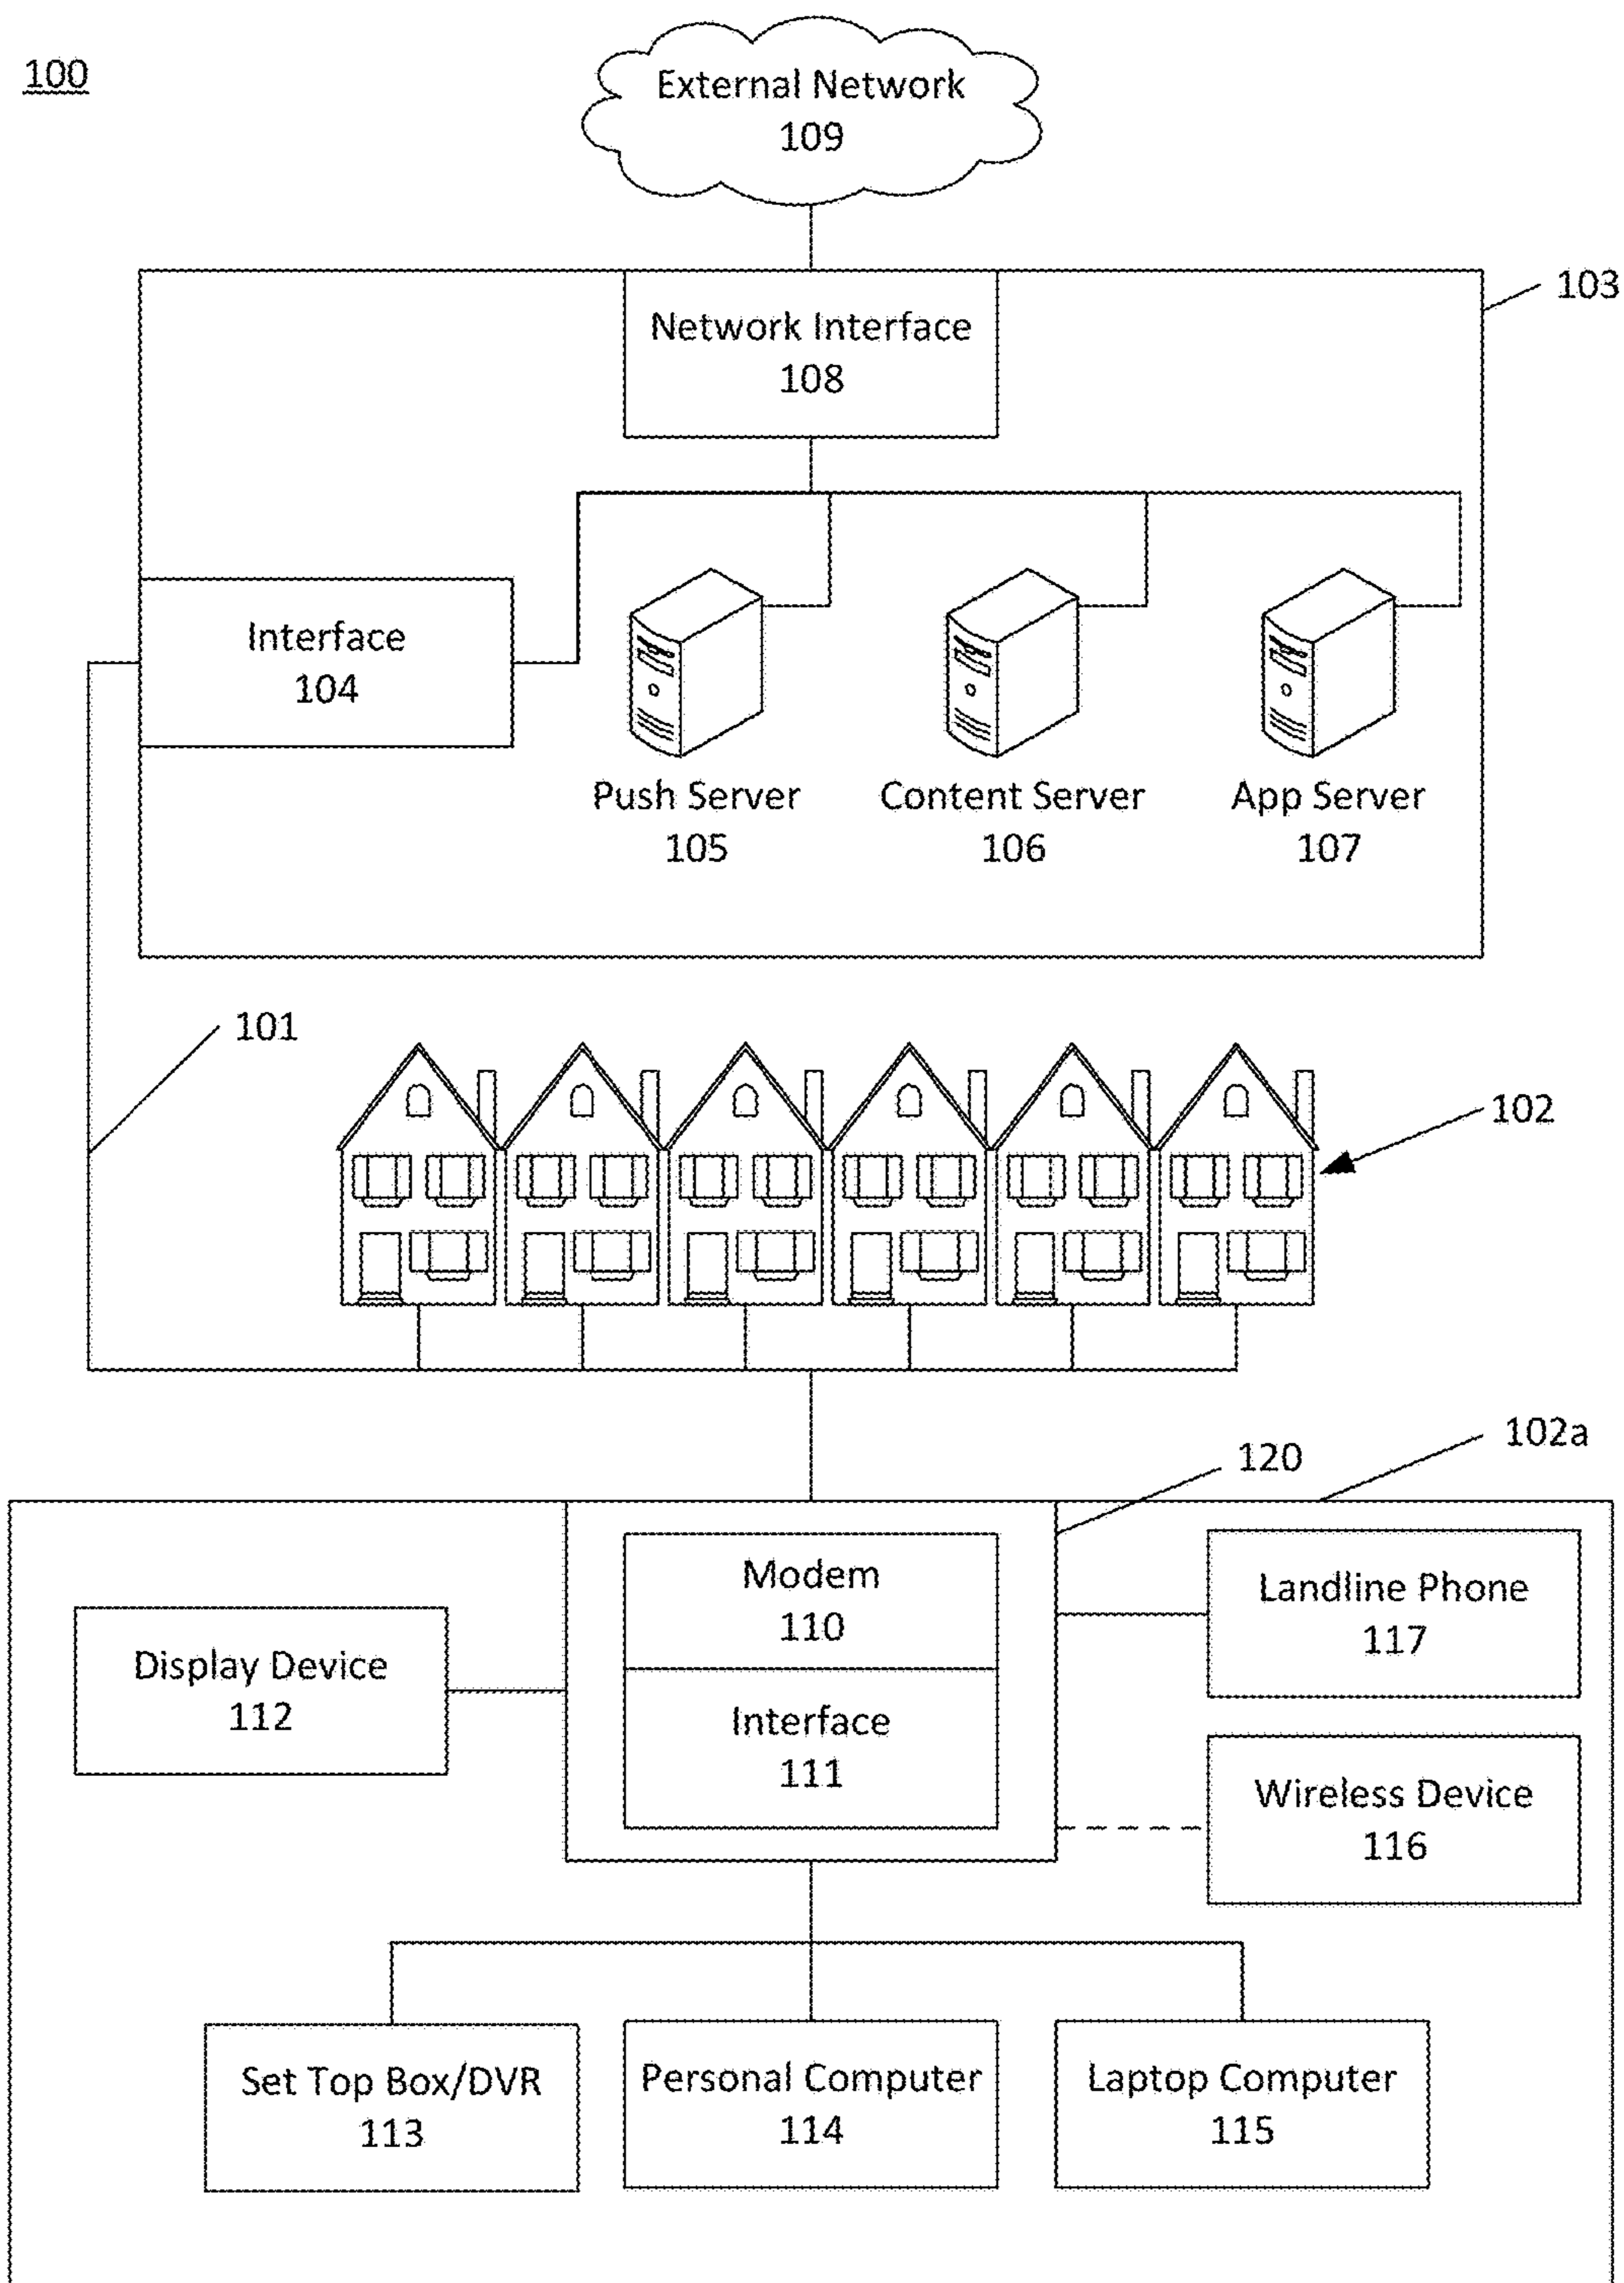 100
External Network
109
103
Network Interface
108
Interface
104
Push Server
105
Content Server
106
App Server
107
101
102
102a
120
Modem
110
Interface
111
Display Device
112
Landline Phone
117
Wireless Device
116
Set Top Box/DVR
113
Personal Computer
114
Laptop Computer
115